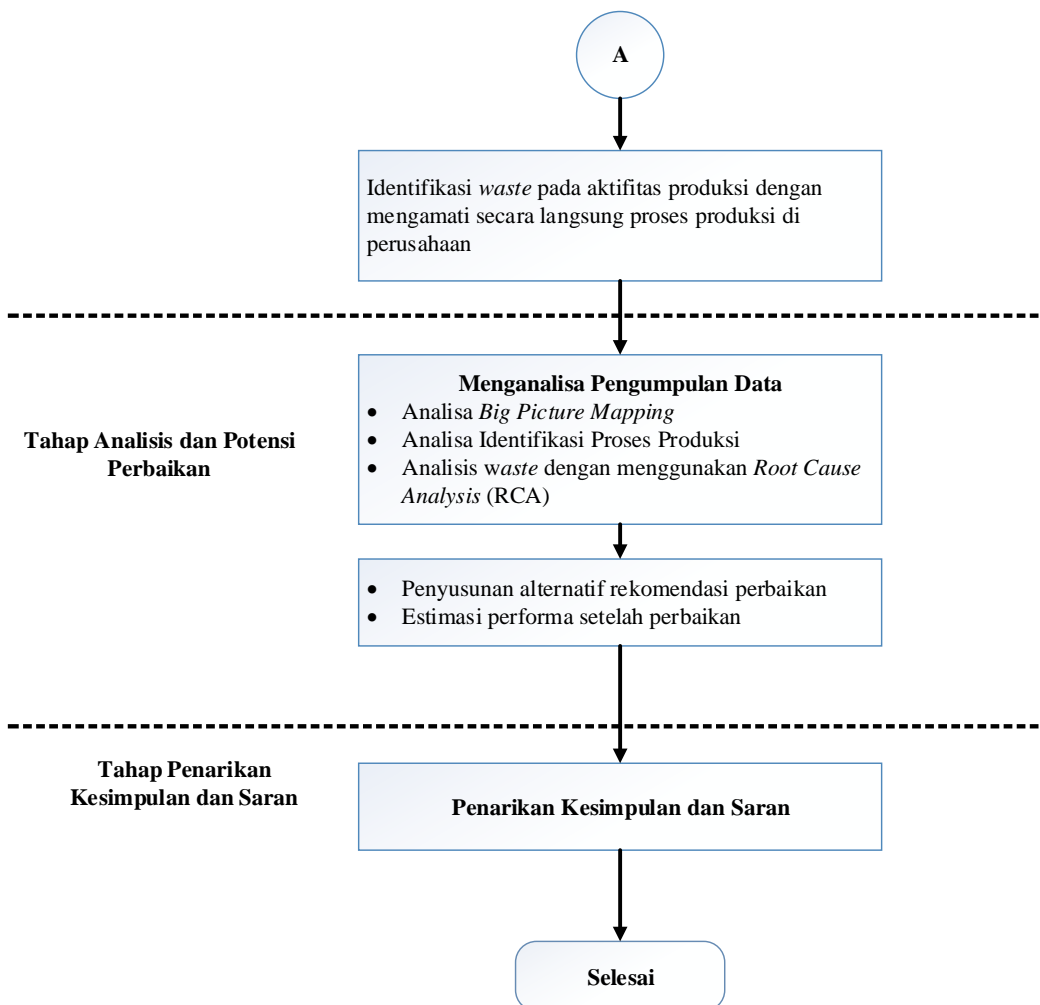 A
Identifikasi waste pada aktifitas produksi dengan
mengamati secara langsung proses produksi di
perusahaan
Tahap Analisis dan Potensi
Perbaikan
Menganalisa Pengumpulan Data
• Analisa Big Picture Mapping
• Analisa Identifikasi Proses Produksi
• Analisis waste dengan menggunakan Root Cause
Analysis (RCA)
• Penyusunan alternatif rekomendasi perbaikan
• Estimasi performa setelah perbaikan
Tahap Penarikan
Kesimpulan dan Saran
Penarikan Kesimpulan dan Saran
Selesai